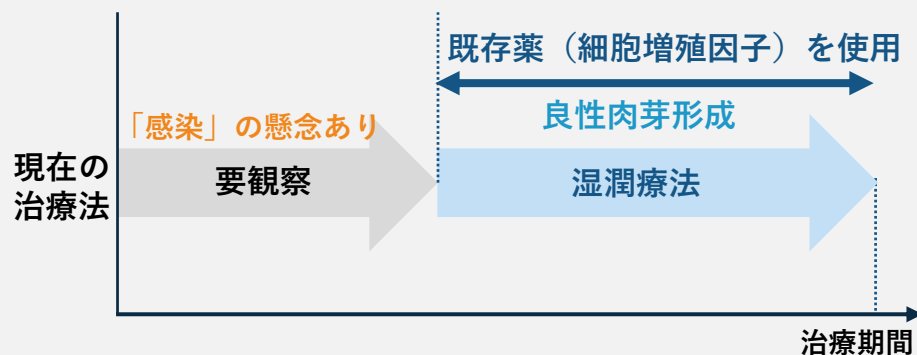 既存薬（細胞増殖因子）を使用
「感染」の懸念あり
良性肉芽形成
現在の
治療法
要観察
湿潤療法
治療期間